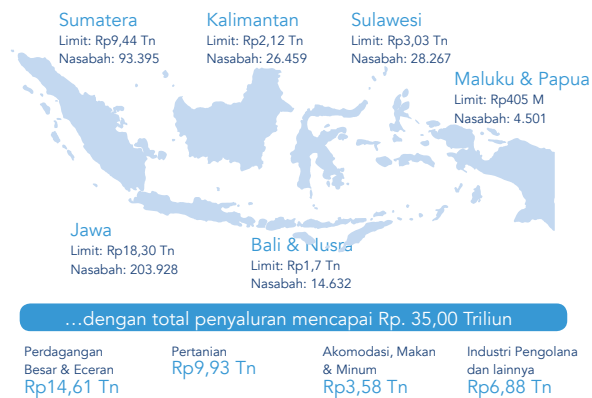 Sumatera
Limit: Rp9,44 Tn
Nasabah: 93.395
Kalimantan
Limit: Rp2,12 Tn
Nasabah: 26.459
Sulawesi
Limit: Rp3,03 Tn
Nasabah: 28.267
Maluku & Papua
Limit: Rp405 M
Nasabah: 4.501
Jawa
Limit: Rp18,30 Tn
Nasabah: 203.928
Bali & Nusra
Limit: Rp1,7 Tn
Nasabah: 14.632
...dengan total penyaluran mencapai Rp. 35,00 Triliun
Perdagangan
Besar & Eceran
Rp14,61 Tn
Pertanian
Rp9,93 Tn
Akomodasi, Makan
& Minum
Rp3,58 Tn
Industri Pengolana
dan lainnya
Rp6,88 Tn